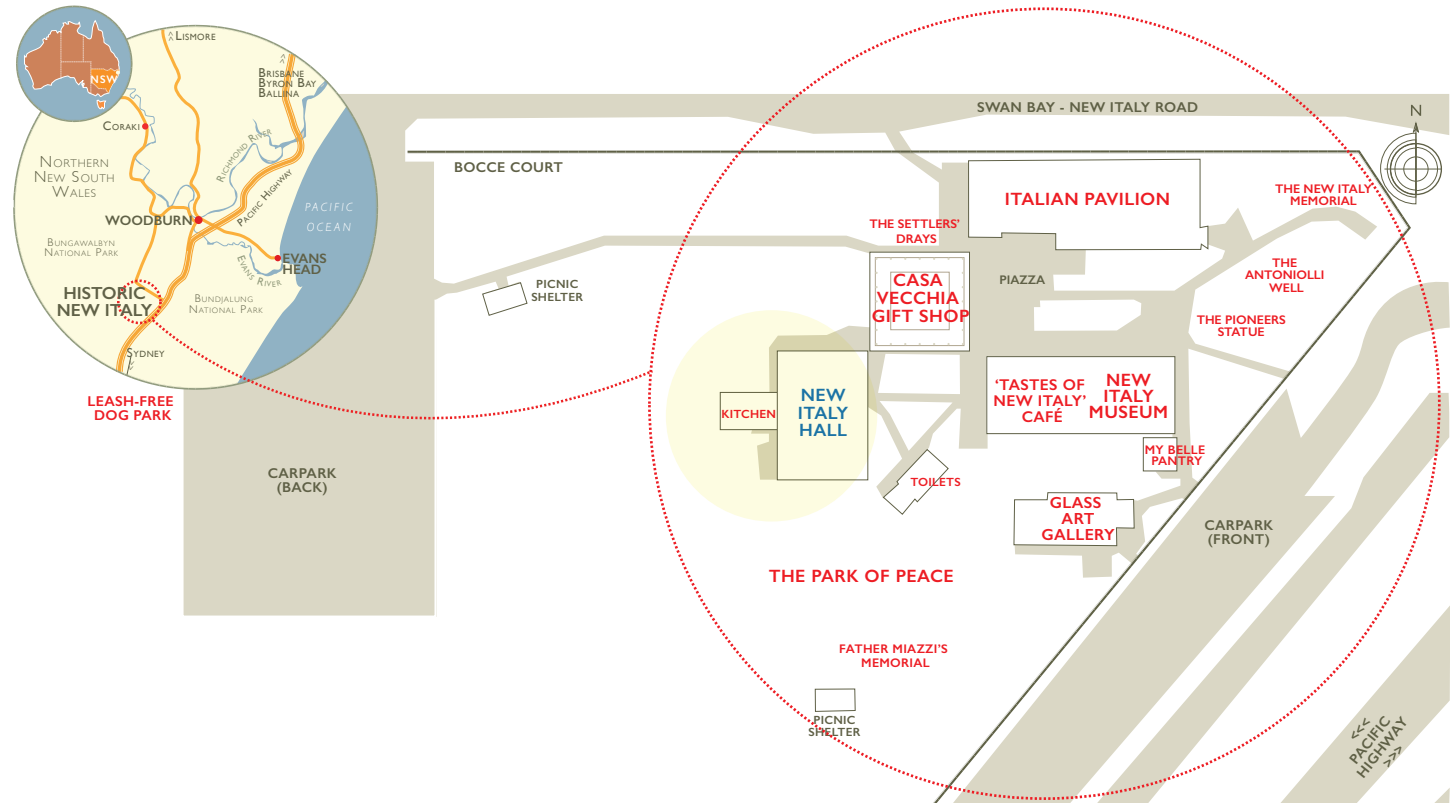 NSW
^^ LISMORE
^^
BRISBANE
BYRON BAY
BALLINA
CORAKI
RICHMOND RIVER
NORTHERN
NEW SOUTH
WALES
PACIFIC HIGHWAY
PACIFIC
OCEAN
WOODBURN
BUNGAWALBYN
NATIONAL PARK
EVANS RIVER
EVANS
HEAD
HISTORIC
NEW ITALY
BUNDJALUNG
NATIONAL PARK
SYDNEY
<<
LEASH-FREE
DOG PARK
CARPARK
(BACK)
SWAN BAY - NEW ITALY ROAD
N
BOCCE COURT
ITALIAN PAVILION
THE NEW ITALY
MEMORIAL
THE SETTLERS'
DRAYS
PICNIC
SHELTER
CASA
VECCHIA
GIFT SHOP
PIAZZA
THE
ANTONIOLLI
WELL
THE PIONEERS
STATUE
KITCHEN
NEW
ITALY
HALL
'TASTES OF
NEW ITALY'
CAFÉ
NEW
ITALY
MUSEUM
MY BELLE
PANTRY
TOILETS
GLASS
ART
GALLERY
CARPARK
(FRONT)
THE PARK OF PEACE
FATHER MIAZZI'S
MEMORIAL
PICNIC
SHELTER
<<<
PACIFIC
HIGHWAY
>>>